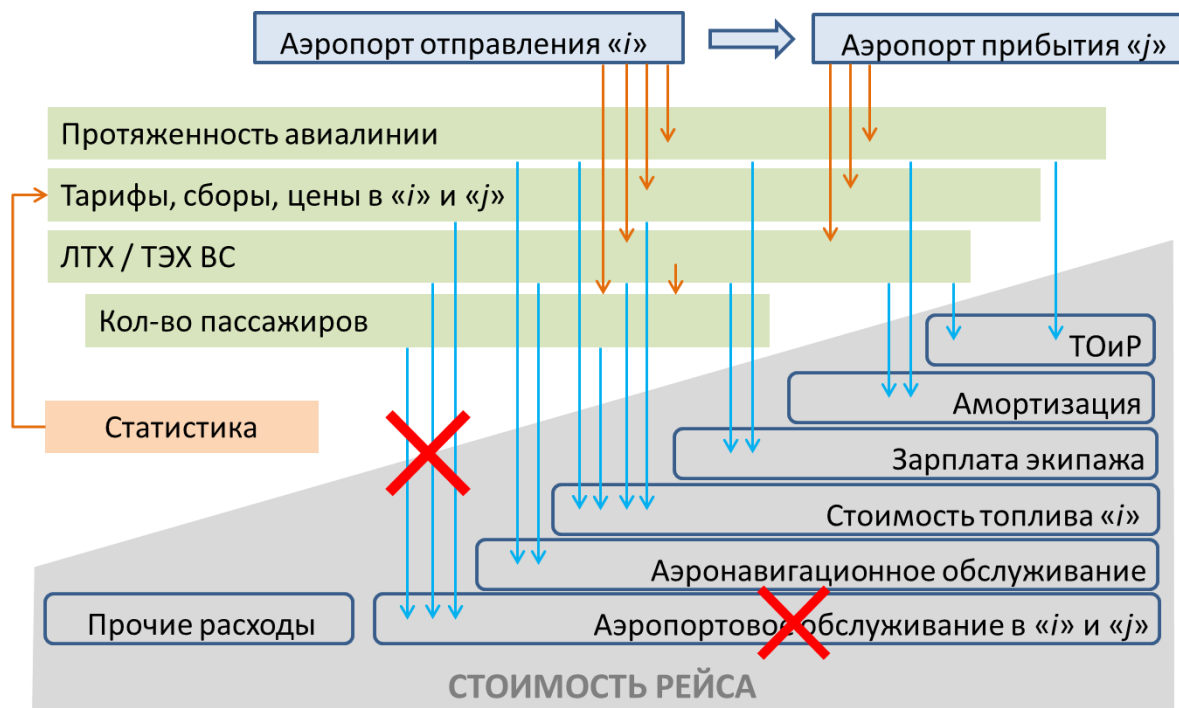 Аэропорт отправления «i»
Аэропорт прибытия «j»
Протяженность авиалинии
Тарифы, сборы, цены в «i» и «j»
ЛТХ / ТЭХ ВС
Кол-во пассажиров
ТОиР
Амортизация
Статистика
Зарплата экипажа
Стоимость топлива «i»
Аэронавигационное обслуживание
Прочие расходы
Аэропортовое обслуживание в «i» и «j»
СТОИМОСТЬ РЕЙСА